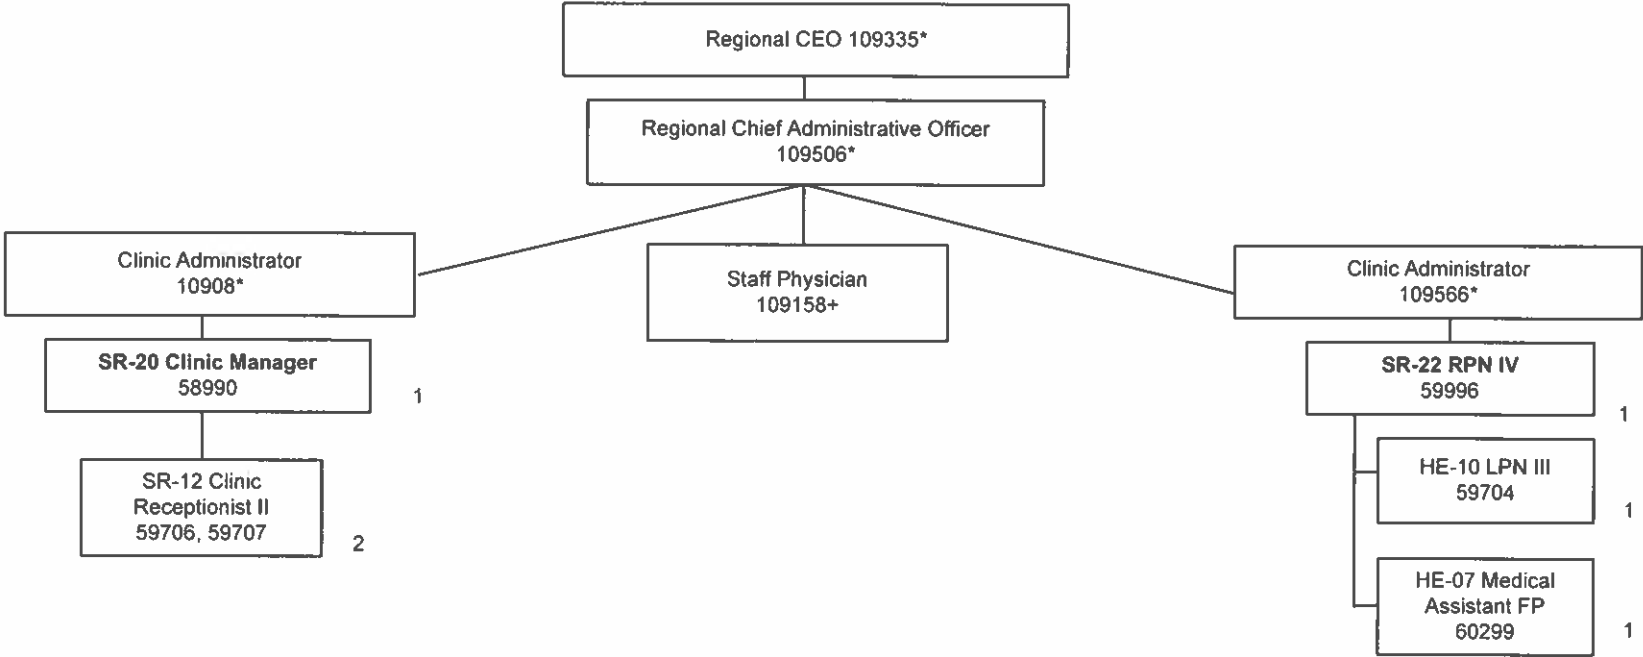 Regional CEO 109335*
Regional Chief Administrative Officer
109506*
Clinic Administrator
10908*
Staff Physician
109158+
Clinic Administrator
109566*
SR-20 Clinic Manager
58990
1
SR-22 RPN IV
59996
1
SR-12 Clinic
Receptionist II
59706, 59707
2
HE-10 LPN III
59704
1
HE-07 Medical
Assistant FP
60299
1